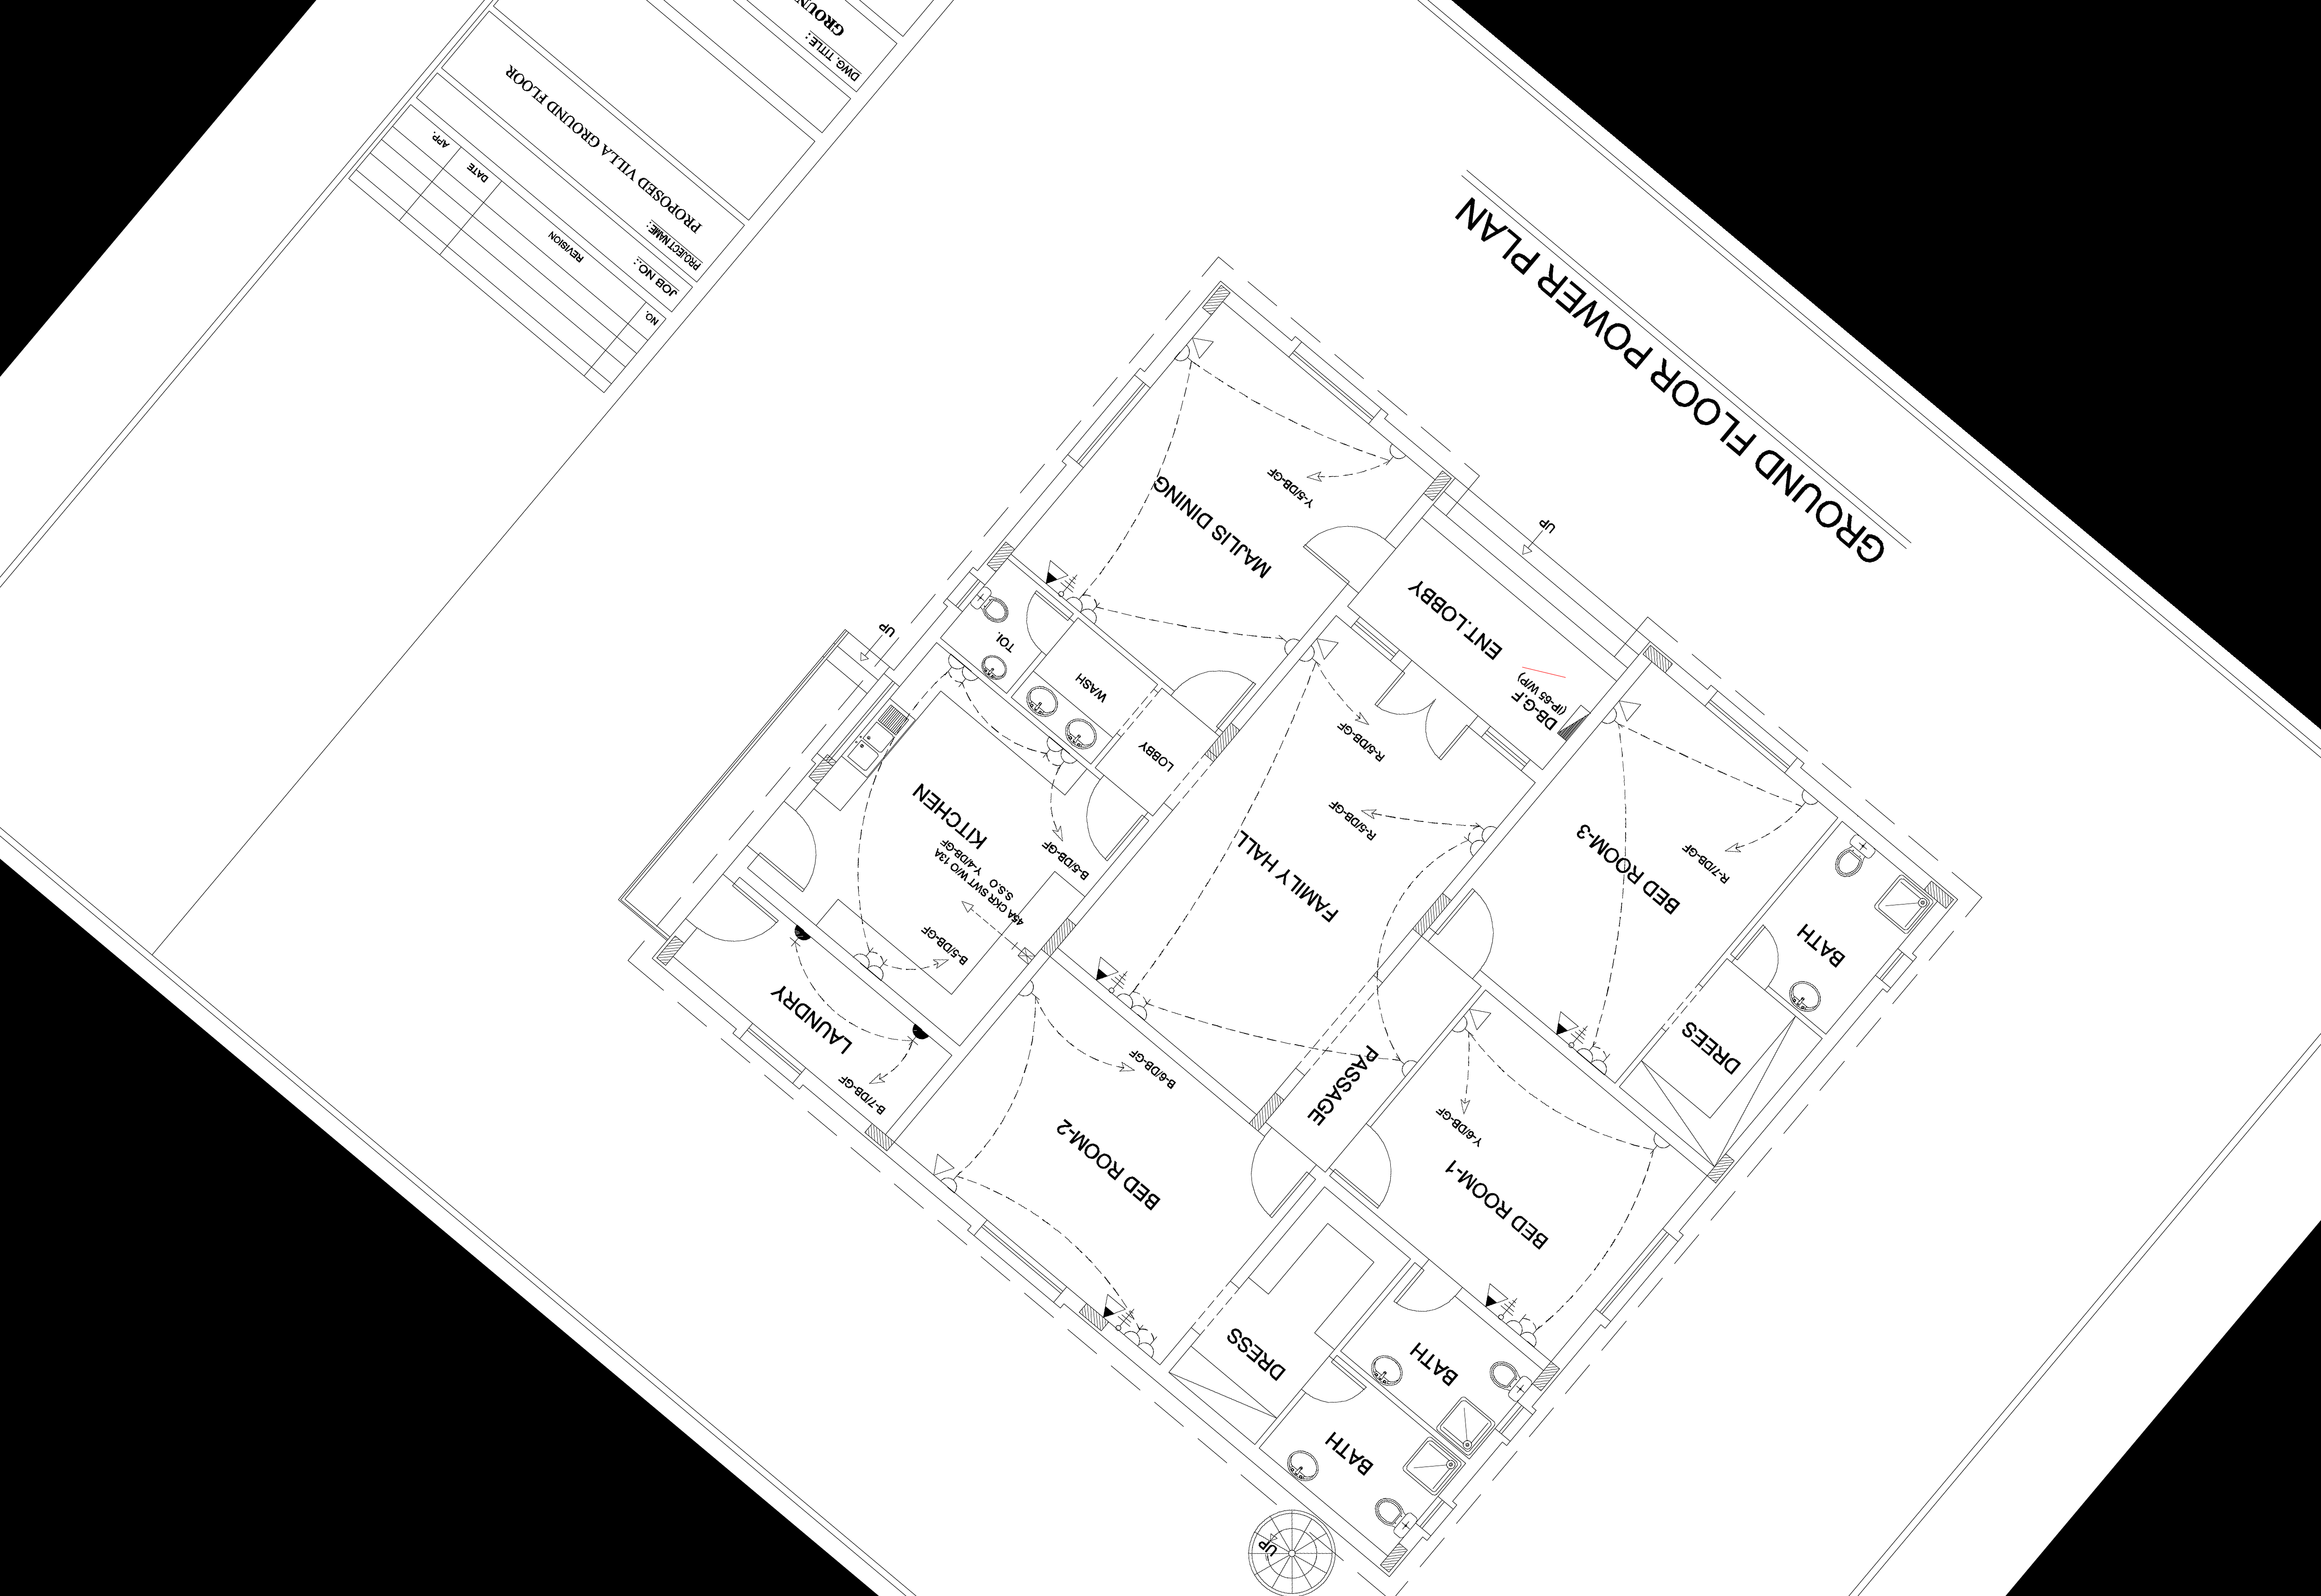 GROUND FLOOR POWER PLAN
BATH
DREES
BED ROOM-3
R-7/DB-GF
DB-G.F
(IP-65 W/P)
ENT.LOBBY
UP
BED ROOM-1
Y-6/DB-GF
PASSAGE
FAMILY HALL
R-5/DB-GF
R-5/DB-GF
MAJLIS DINING
Y-5/DB-GF
BATH
BATH
DRESS
UP
BED ROOM-2
B-6/DB-GF
LOBBY
WASH
TOI.
KITCHEN
45A CKR SWT W/O 13A
S.S.O Y-4/DB-GF
B-5/DB-GF
B-5/DB-GF
LAUNDRY
B-7/DB-GF
UP
NO.
REVISION
DATE
APP.
JOB NO.:
PROJECT NAME:
PROPOSED VILLA GROUND FLOOR
DWG. TITLE: